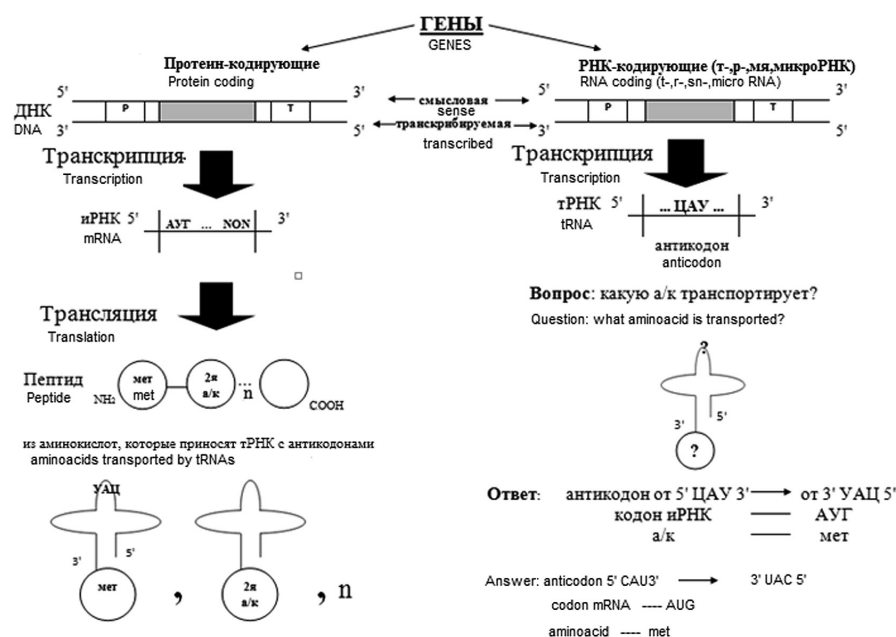 ГЕНЫ
GENES
Протеин-кодирующие
Protein coding
РНК-кодирующие (т-,р-,мя,микроРНК)
RNA coding (t-,r-,sn-,micro RNA)
5' 3' 5' 3'
ДНК P T смысловая P T
DNA sense
3' 5' транскрибируемая 3' 5'
transcribed
Транскрипция
Transcription
Транскрипция
Transcription
иРНК 5' АУГ ... NON 3'
mRNA
тРНК 5' ... ЦАУ ... 3'
tRNA
антикодон
anticodon
Трансляция
Translation
Вопрос: какую а/к транспортирует?
Question: what aminoacid is transported?
Пептид NH₂ мет 2я ... COOH
Peptide met а/к n
из аминокислот, которые приносят тРНК с антикодонами
aminoacids transported by tRNAs
УАЦ
3' 5'
мет , 2я а/к , n
?
3' 5'
?
Ответ: антикодон от 5' ЦАУ 3' от 3' УАЦ 5'
кодон иРНК АУГ
а/к мет
Answer: anticodon 5' CAU3' 3' UAC 5'
codon mRNA ---- AUG
aminoacid ---- met